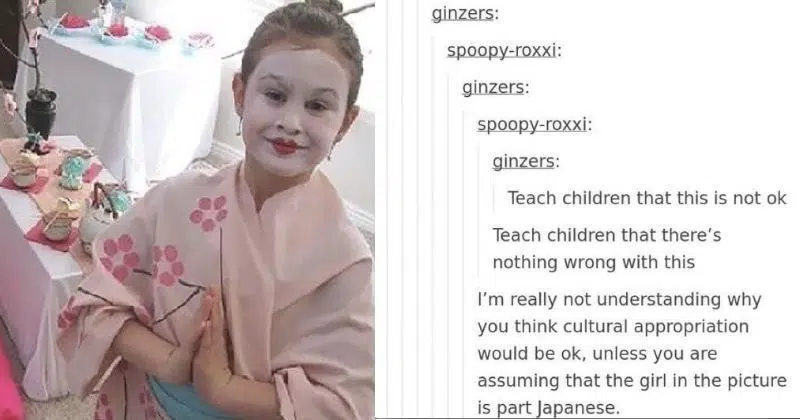 ginzers:
spoopy-roxxi:
ginzers:
spoopy-roxxi:
ginzers:
Teach children that this is not ok
Teach children that there's
nothing wrong with this
I'm really not understanding why
you think cultural appropriation
would be ok, unless you are
assuming that the girl in the picture
is part Japanese.